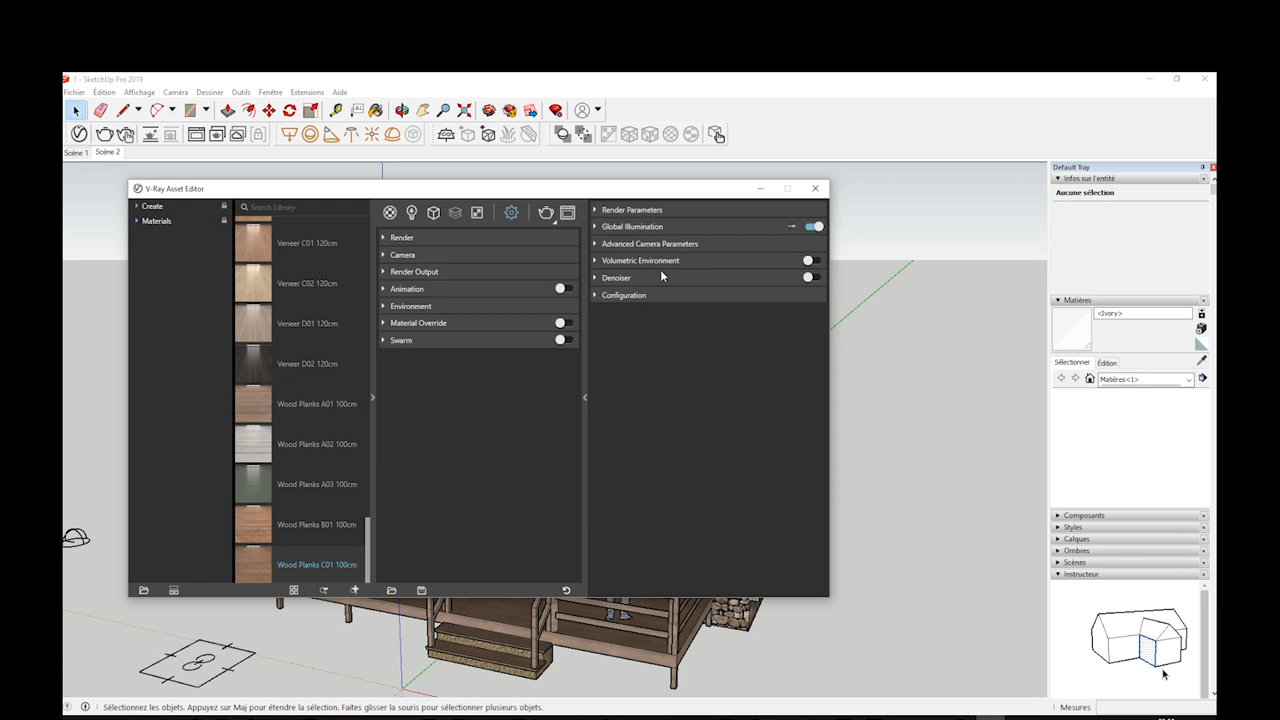 1 - SketchUp Pro 2019
Fichier Édition Affichage Caméra Dessiner Outils Fenêtre Extensions Aide
Scène 1 Scène 2
V-Ray Asset Editor
Create
Materials
Search Library
Veneer C01 120cm
Veneer C02 120cm
Veneer D01 120cm
Veneer D02 120cm
Wood Planks A01 100cm
Wood Planks A02 100cm
Wood Planks A03 100cm
Wood Planks B01 100cm
Wood Planks C01 100cm
Render
Camera
Render Output
Animation
Environment
Material Override
Swarm
Render Parameters
Global Illumination
Advanced Camera Parameters
Volumetric Environment
Denoiser
Configuration
Default Tray
Infos sur l'entité
Aucune sélection
Matières
<Ivory>
Sélectionner Édition
Matières<1>
Composants
Styles
Calques
Ombres
Scènes
Instructeur
Sélectionnez les objets. Appuyez sur Maj pour étendre la sélection. Faites glisser la souris pour sélectionner plusieurs objets.
Mesures